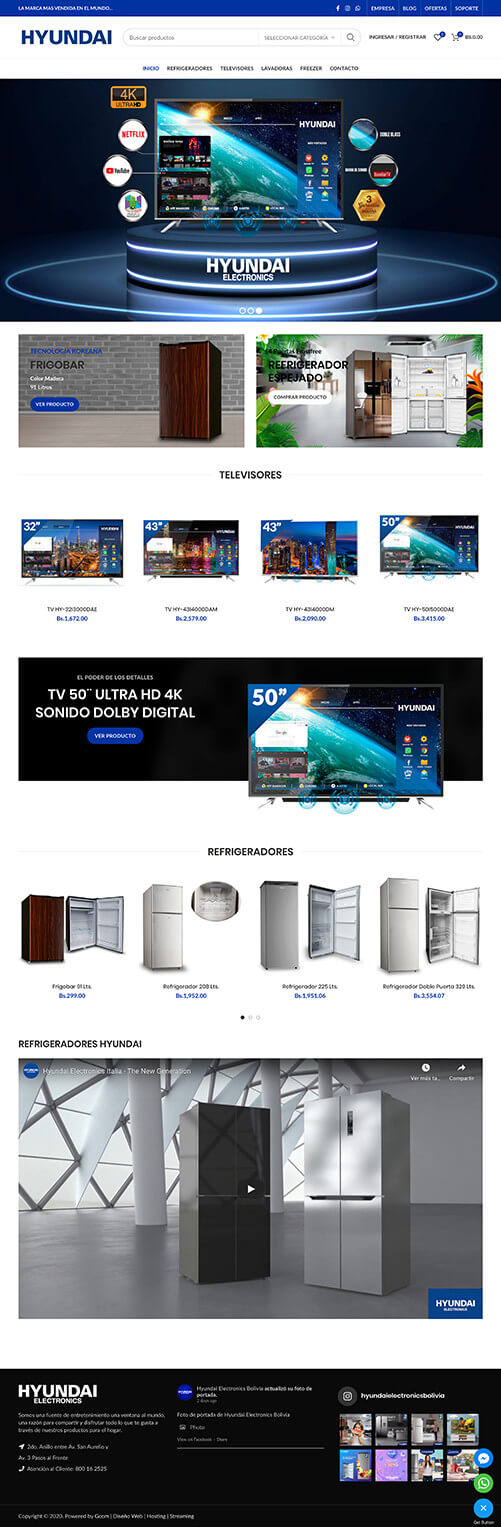 LA MARCA MAS VENDIDA EN EL MUNDO...
EMPRESA
BLOG
OFERTAS
SOPORTE
HYUNDAI
Buscar productos
SELECCIONAR CATEGORÍA
INGRESAR / REGISTRAR
0
0
BS.0.00
INICIO
REFRIGERADORES
TELEVISORES
LAVADORAS
FREEZER
CONTACTO
4K
ULTRAHD
NETFLIX
YouTube
HYUNDAI
DOBLE GLASS
3
HYUNDAI
ELECTRONICS
TECNOLOGÍA KOREANA
FRIGOBAR
Color Madera
91 Litros
VER PRODUCTO
REFRIGERADOR
ESPEJADO
COMPRAR PRODUCTO
TELEVISORES
32”
43”
43”
50”
TV HY-32I3000DAE
Bs.1,672.00
TV HY-43I4000DAM
Bs.2,579.00
TV HY-43I4000DM
Bs.2,090.00
TV HY-50I5000DAE
Bs.3,415.00
EL PODER DE LOS DETALLES
TV 50¨ ULTRA HD 4K
SONIDO DOLBY DIGITAL
VER PRODUCTO
50”
HYUNDAI
Google
REFRIGERADORES
Frigobar 91 Lts.
Bs.299.00
Refrigerador 208 Lts.
Bs.1,952.00
Refrigerador 225 Lts.
Bs.1,951.06
Refrigerador Doble Puerta 329 Lts.
Bs.3,554.07
REFRIGERADORES HYUNDAI
Hyundai Electronics Italia - The New Generation
Ver más ta...
Compartir
HYUNDAI
ELECTRONICS
HYUNDAI
ELECTRONICS
Somos una fuente de entretenimiento una ventana al mundo,
una razón para compartir y disfrutar todo lo que te gusta a
través de nuestros productos para el hogar.
2do. Anillo entre Av. San Aurelio y
Av. 3 Pasos al Frente
Atención al Cliente: 800 16 2525
Hyundai Electronics Bolivia actualizó su foto de
portada.
2 days ago
Foto de portada de Hyundai Electronics Bolivia
Photo
View on Facebook · Share
hyundaielectronicsbolivia
Copyright © 2020. Powered by Goom | Diseño Web | Hosting | Streaming
Get Button